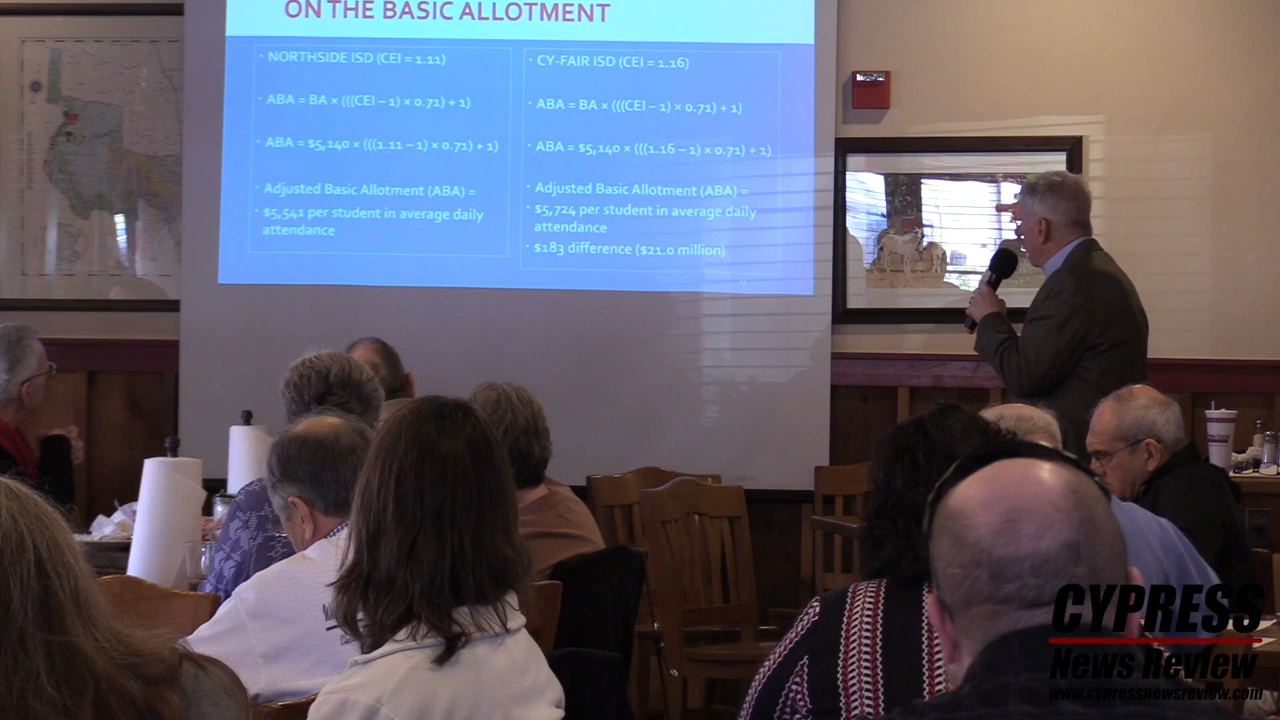 ON THE BASIC ALLOTMENT
· NORTHSIDE ISD (CEI = 1.11)
· ABA = BA × (((CEI – 1) × 0.71) + 1)
· ABA = $5,140 × (((1.11 – 1) × 0.71) + 1)
· Adjusted Basic Allotment (ABA) =
· $5,541 per student in average daily
attendance
· CY-FAIR ISD (CEI = 1.16)
· ABA = BA × (((CEI – 1) × 0.71) + 1)
· ABA = $5,140 × (((1.16 – 1) × 0.71) + 1)
· Adjusted Basic Allotment (ABA) =
· $5,724 per student in average daily
attendance
· $183 difference ($21.0 million)
CYPRESS
News Review
www.cypressnewsreview.com